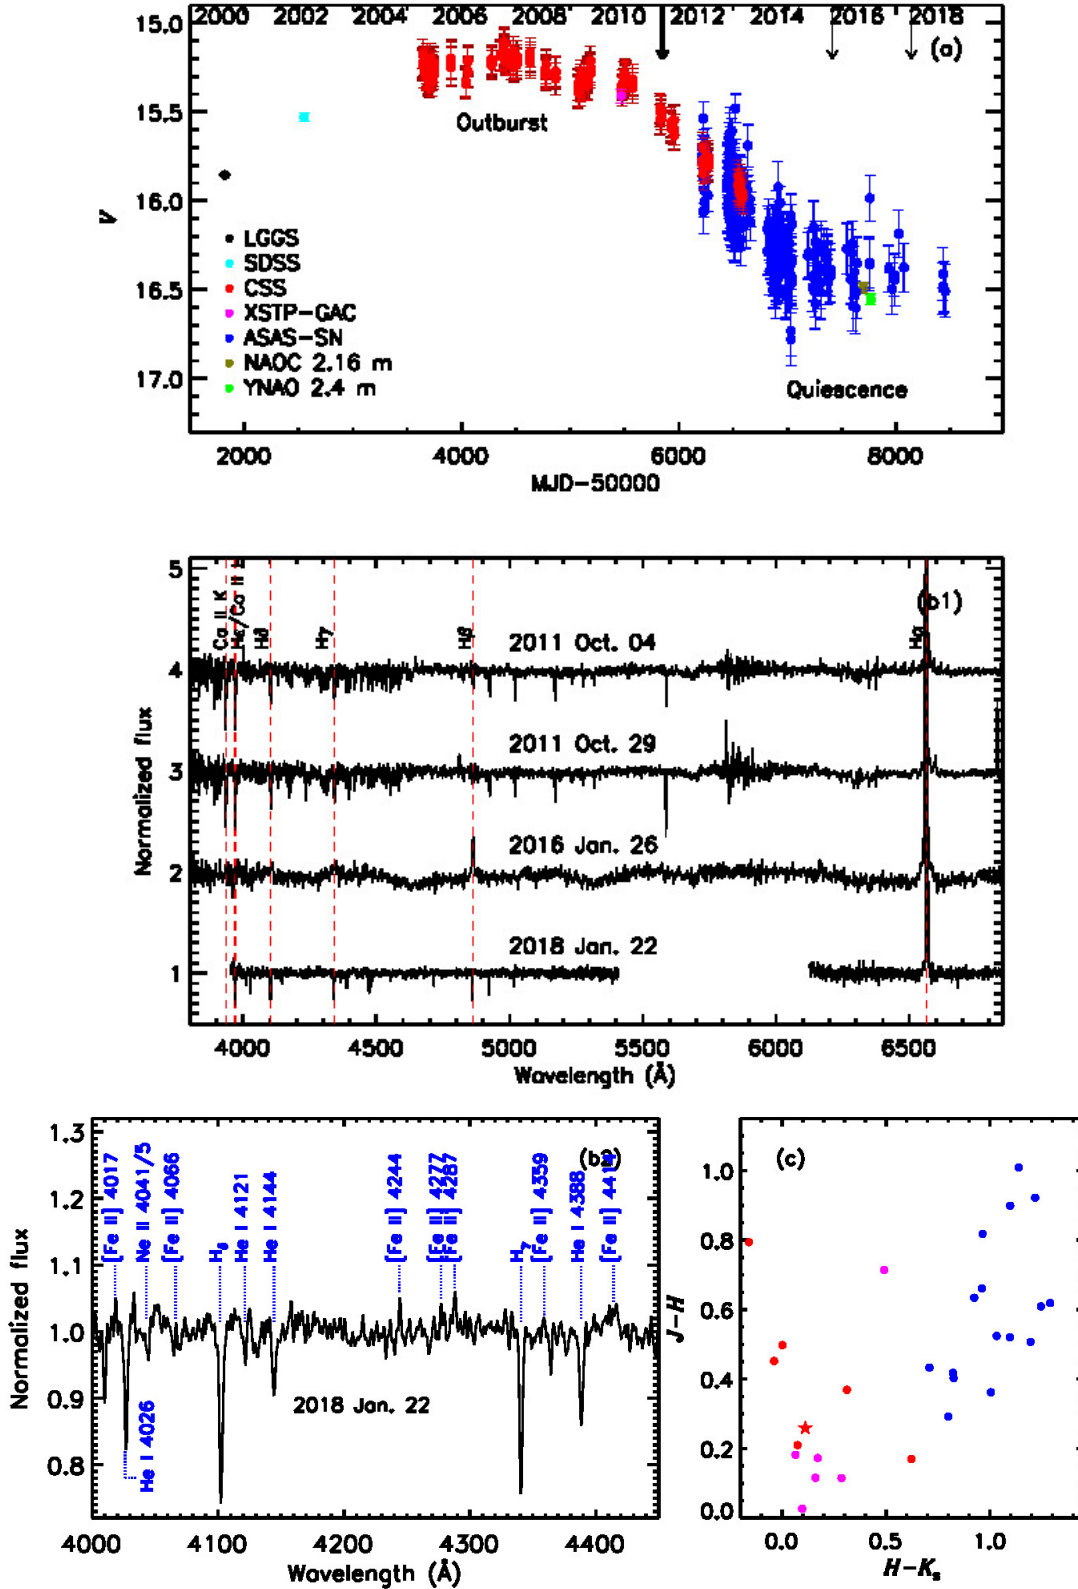 2000 2002 2004 2006 2008 2010 2012 2014 2016 2018
15.0
(a)
15.5
Outburst
16.0
V
LGGS
SDSS
CSS
XSTP-GAC
ASAS-SN
NAOC 2.16 m
YNAO 2.4 m
16.5
17.0
Quiescence
2000 4000 6000 8000
MJD-50000
5
(b1)
Ca II K
Hε/Ca II H
Hδ
Hγ
Hβ
Hα
2011 Oct. 04
4
2011 Oct. 29
3
2016 Jan. 26
2
2018 Jan. 22
1
Normalized flux
4000 4500 5000 5500 6000 6500
Wavelength (Å)
1.3
(b2)
[Fe II] 4017
Ne II 4041/5
[Fe II] 4066
Hδ
He I 4121
He I 4144
[Fe II] 4244
[Fe II] 4277
[Fe II] 4287
Hγ
[Fe II] 4359
He I 4388
[Fe II] 4414
1.2
1.1
1.0
0.9
0.8
Normalized flux
2018 Jan. 22
He I 4026
4000 4100 4200 4300 4400
Wavelength (Å)
(c)
1.0
0.8
0.6
0.4
0.2
0.0
J-H
0.0 0.5 1.0
H-Ks